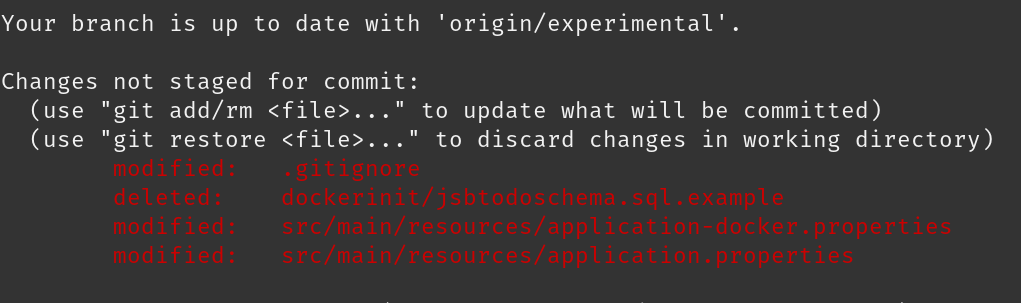 Your branch is up to date with 'origin/experimental'.
Changes not staged for commit:
(use "git add/rm <file>..." to update what will be committed)
(use "git restore <file>..." to discard changes in working directory)
modified: .gitignore
deleted: dockerinit/jsbtodoschema.sql.example
modified: src/main/resources/application-docker.properties
modified: src/main/resources/application.properties